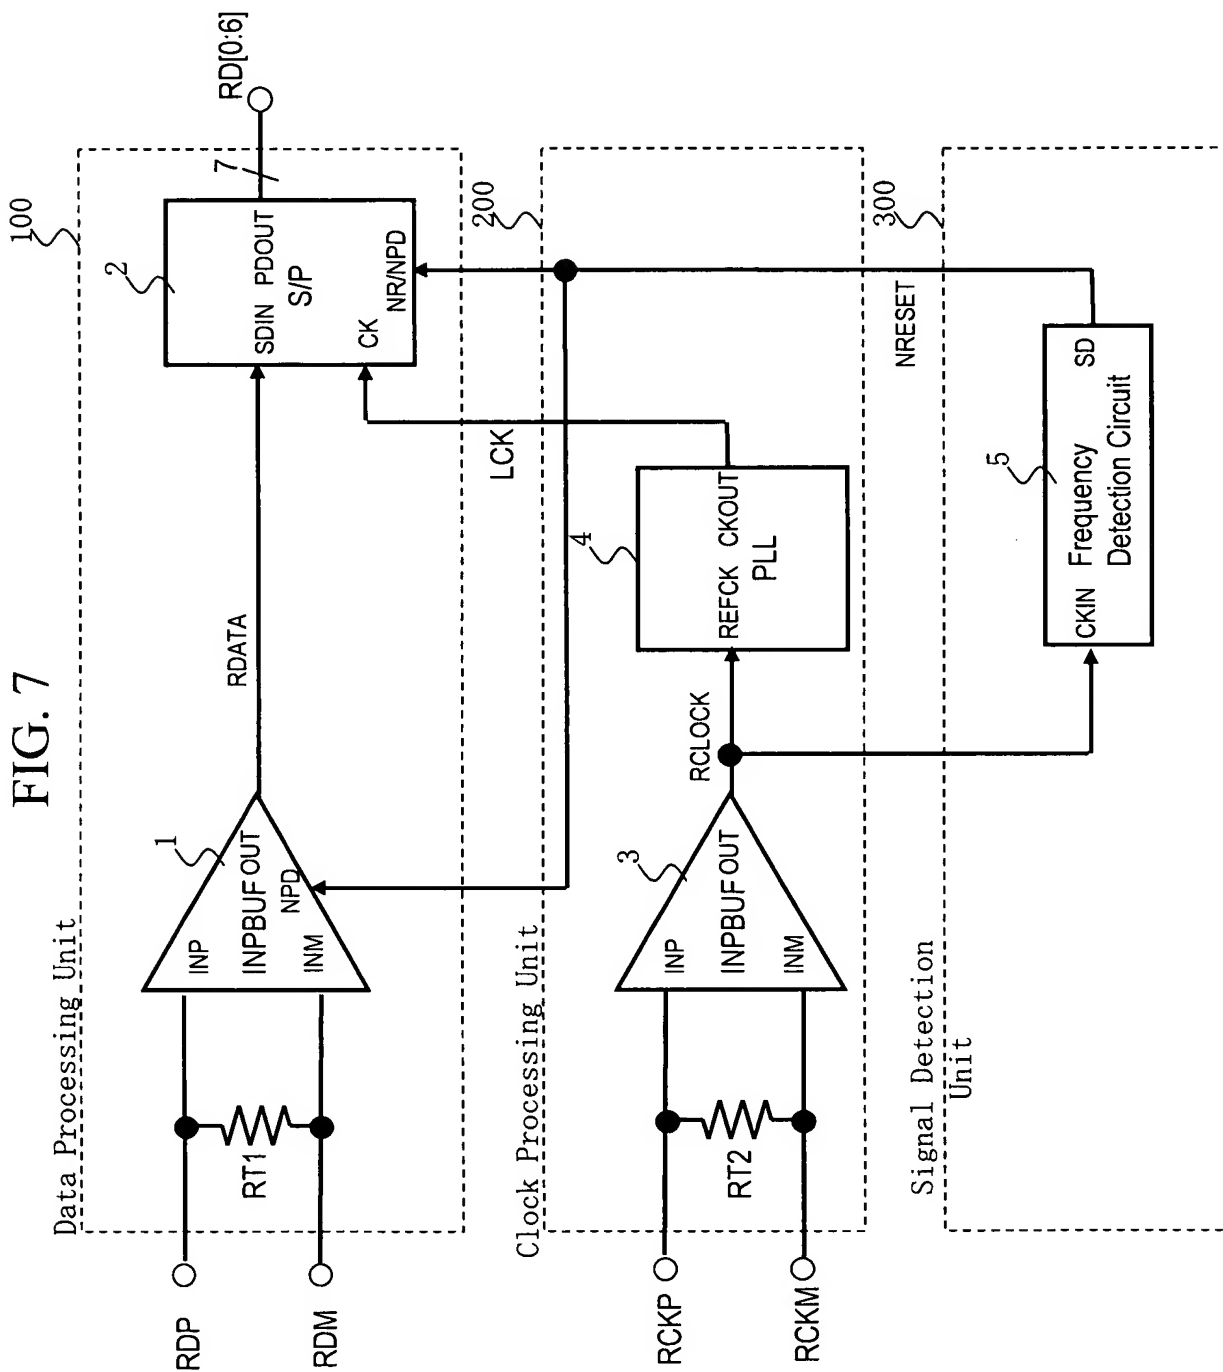 FIG. 7
Data Processing Unit
100
RDP
RDM
RT1
1
INP
INPBUF
OUT
INM
NPD
RDATA
2
SDIN PDOUT
S/P
CK
NR/NPD
7
RD[0:6]
Clock Processing Unit
200
RCKP
RCKM
RT2
3
INP
INPBUF
OUT
INM
RCLOCK
4
REFCK CKOUT
PLL
LCK
Signal Detection
Unit
300
NRESET
5
CKIN Frequency SD
Detection Circuit